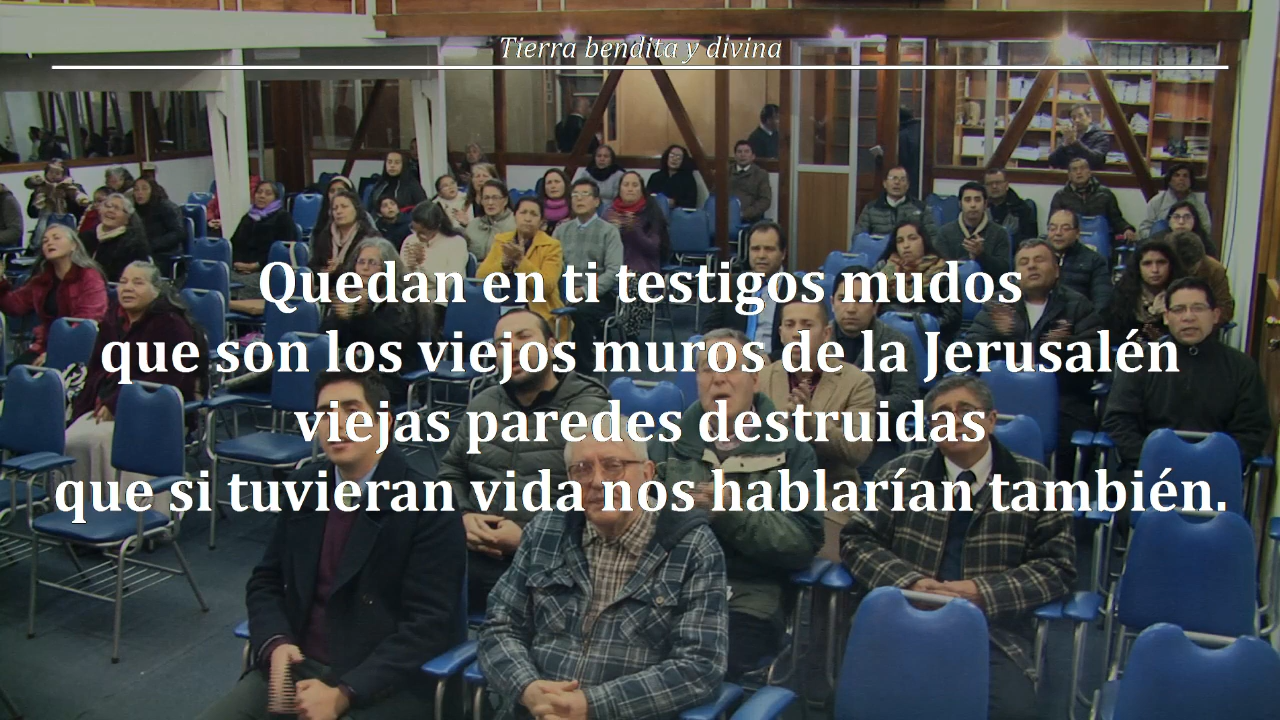 Tierra bendita y divina
Quedan en ti testigos mudos
que son los viejos muros de la Jerusalén
viejas paredes destruidas
que si tuvieran vida nos hablarían también.